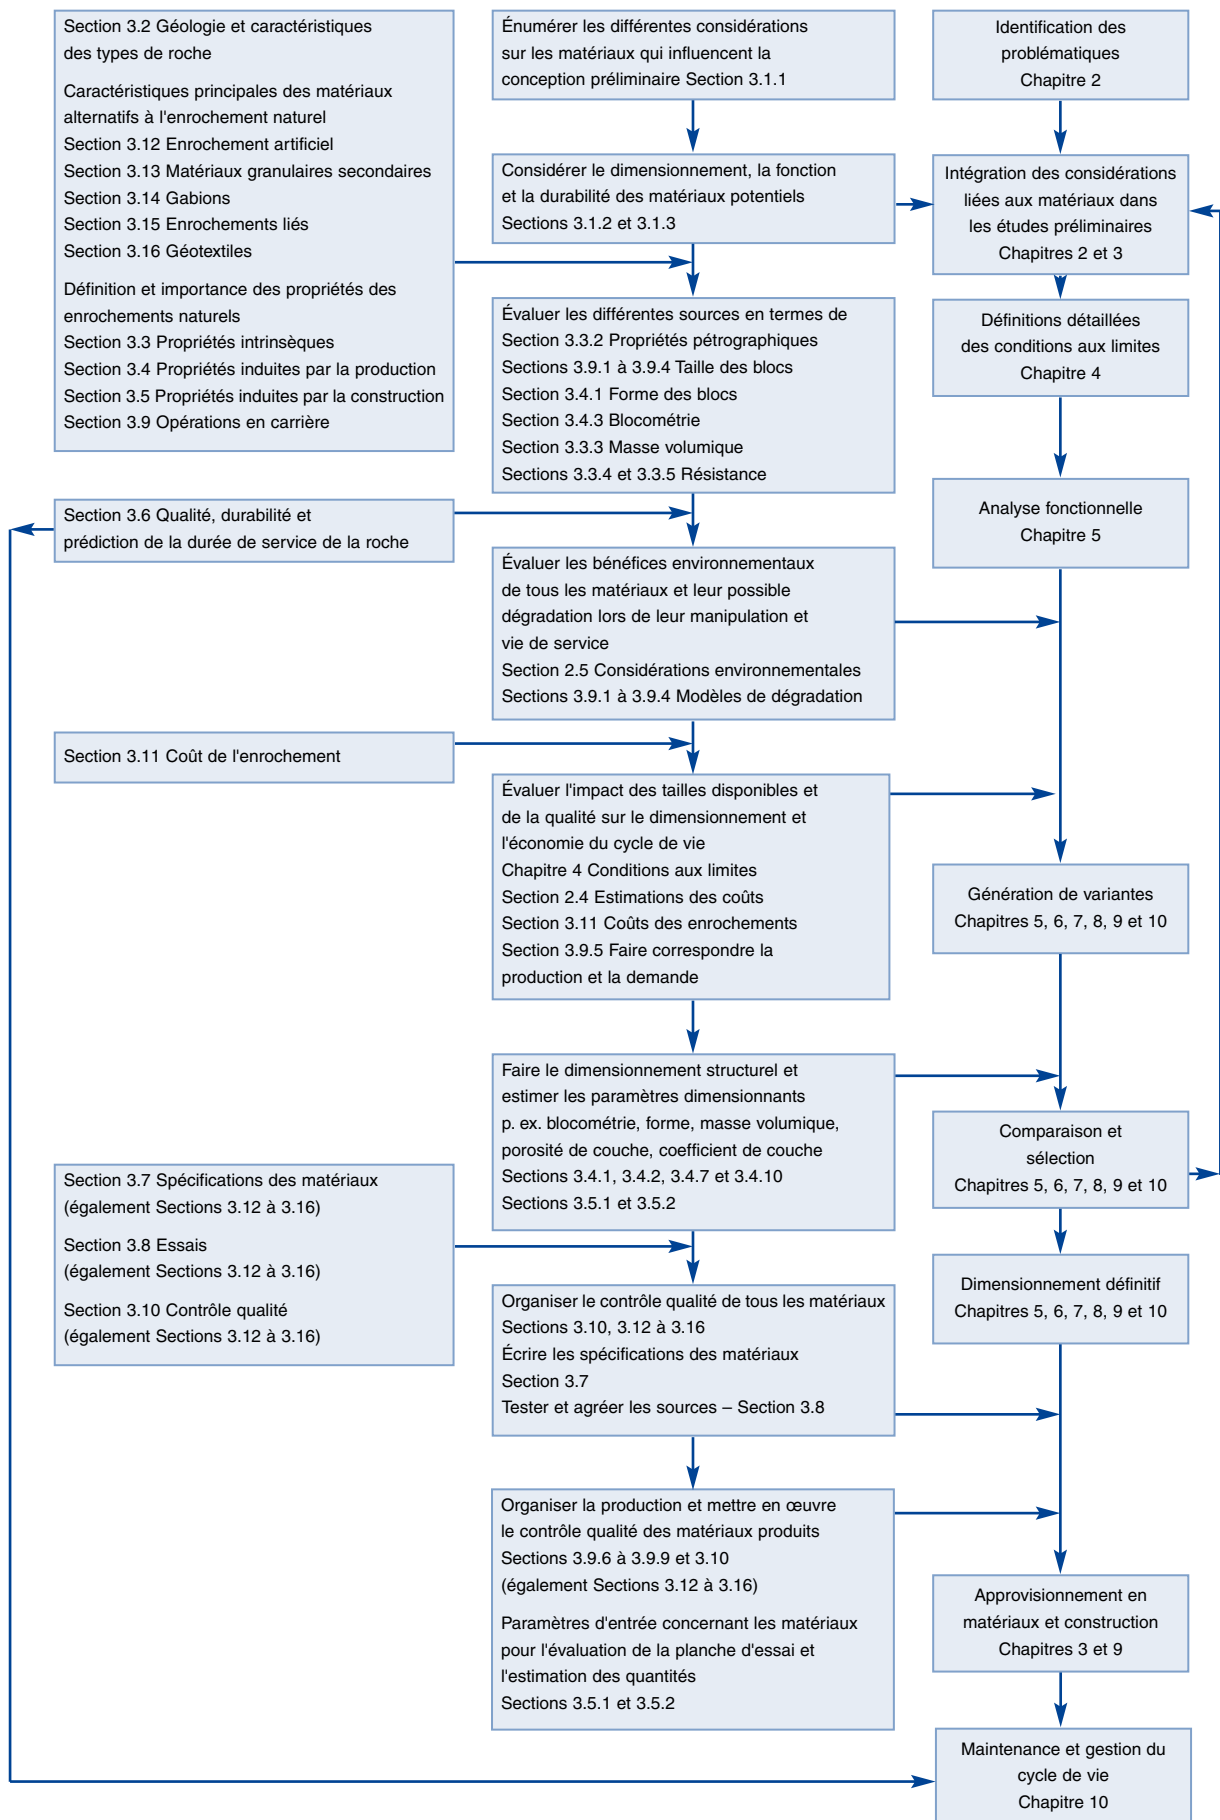 Section 3.2 Géologie et caractéristiques
des types de roche
Caractéristiques principales des matériaux
alternatifs à l'enrochement naturel
Section 3.12 Enrochement artificiel
Section 3.13 Matériaux granulaires secondaires
Section 3.14 Gabions
Section 3.15 Enrochements liés
Section 3.16 Géotextiles
Définition et importance des propriétés des
enrochements naturels
Section 3.3 Propriétés intrinsèques
Section 3.4 Propriétés induites par la production
Section 3.5 Propriétés induites par la construction
Section 3.9 Opérations en carrière
Section 3.6 Qualité, durabilité et
prédiction de la durée de service de la roche
Section 3.11 Coût de l'enrochement
Section 3.7 Spécifications des matériaux
(également Sections 3.12 à 3.16)
Section 3.8 Essais
(également Sections 3.12 à 3.16)
Section 3.10 Contrôle qualité
(également Sections 3.12 à 3.16)
Énumérer les différentes considérations
sur les matériaux qui influencent la
conception préliminaire Section 3.1.1
Considérer le dimensionnement, la fonction
et la durabilité des matériaux potentiels
Sections 3.1.2 et 3.1.3
Évaluer les différentes sources en termes de
Section 3.3.2 Propriétés pétrographiques
Sections 3.9.1 à 3.9.4 Taille des blocs
Section 3.4.1 Forme des blocs
Section 3.4.3 Blocométrie
Section 3.3.3 Masse volumique
Sections 3.3.4 et 3.3.5 Résistance
Évaluer les bénéfices environnementaux
de tous les matériaux et leur possible
dégradation lors de leur manipulation et
vie de service
Section 2.5 Considérations environnementales
Sections 3.9.1 à 3.9.4 Modèles de dégradation
Évaluer l'impact des tailles disponibles et
de la qualité sur le dimensionnement et
l'économie du cycle de vie
Chapitre 4 Conditions aux limites
Section 2.4 Estimations des coûts
Section 3.11 Coûts des enrochements
Section 3.9.5 Faire correspondre la
production et la demande
Faire le dimensionnement structurel et
estimer les paramètres dimensionnants
p. ex. blocométrie, forme, masse volumique,
porosité de couche, coefficient de couche
Sections 3.4.1, 3.4.2, 3.4.7 et 3.4.10
Sections 3.5.1 et 3.5.2
Organiser le contrôle qualité de tous les matériaux
Sections 3.10, 3.12 à 3.16
Écrire les spécifications des matériaux
Section 3.7
Tester et agréer les sources – Section 3.8
Organiser la production et mettre en œuvre
le contrôle qualité des matériaux produits
Sections 3.9.6 à 3.9.9 et 3.10
(également Sections 3.12 à 3.16)
Paramètres d'entrée concernant les matériaux
pour l'évaluation de la planche d'essai et
l'estimation des quantités
Sections 3.5.1 et 3.5.2
Identification des
problématiques
Chapitre 2
Intégration des considérations
liées aux matériaux dans
les études préliminaires
Chapitres 2 et 3
Définitions détaillées
des conditions aux limites
Chapitre 4
Analyse fonctionnelle
Chapitre 5
Génération de variantes
Chapitres 5, 6, 7, 8, 9 et 10
Comparaison et
sélection
Chapitres 5, 6, 7, 8, 9 et 10
Dimensionnement définitif
Chapitres 5, 6, 7, 8, 9 et 10
Approvisionnement en
matériaux et construction
Chapitres 3 et 9
Maintenance et gestion du
cycle de vie
Chapitre 10